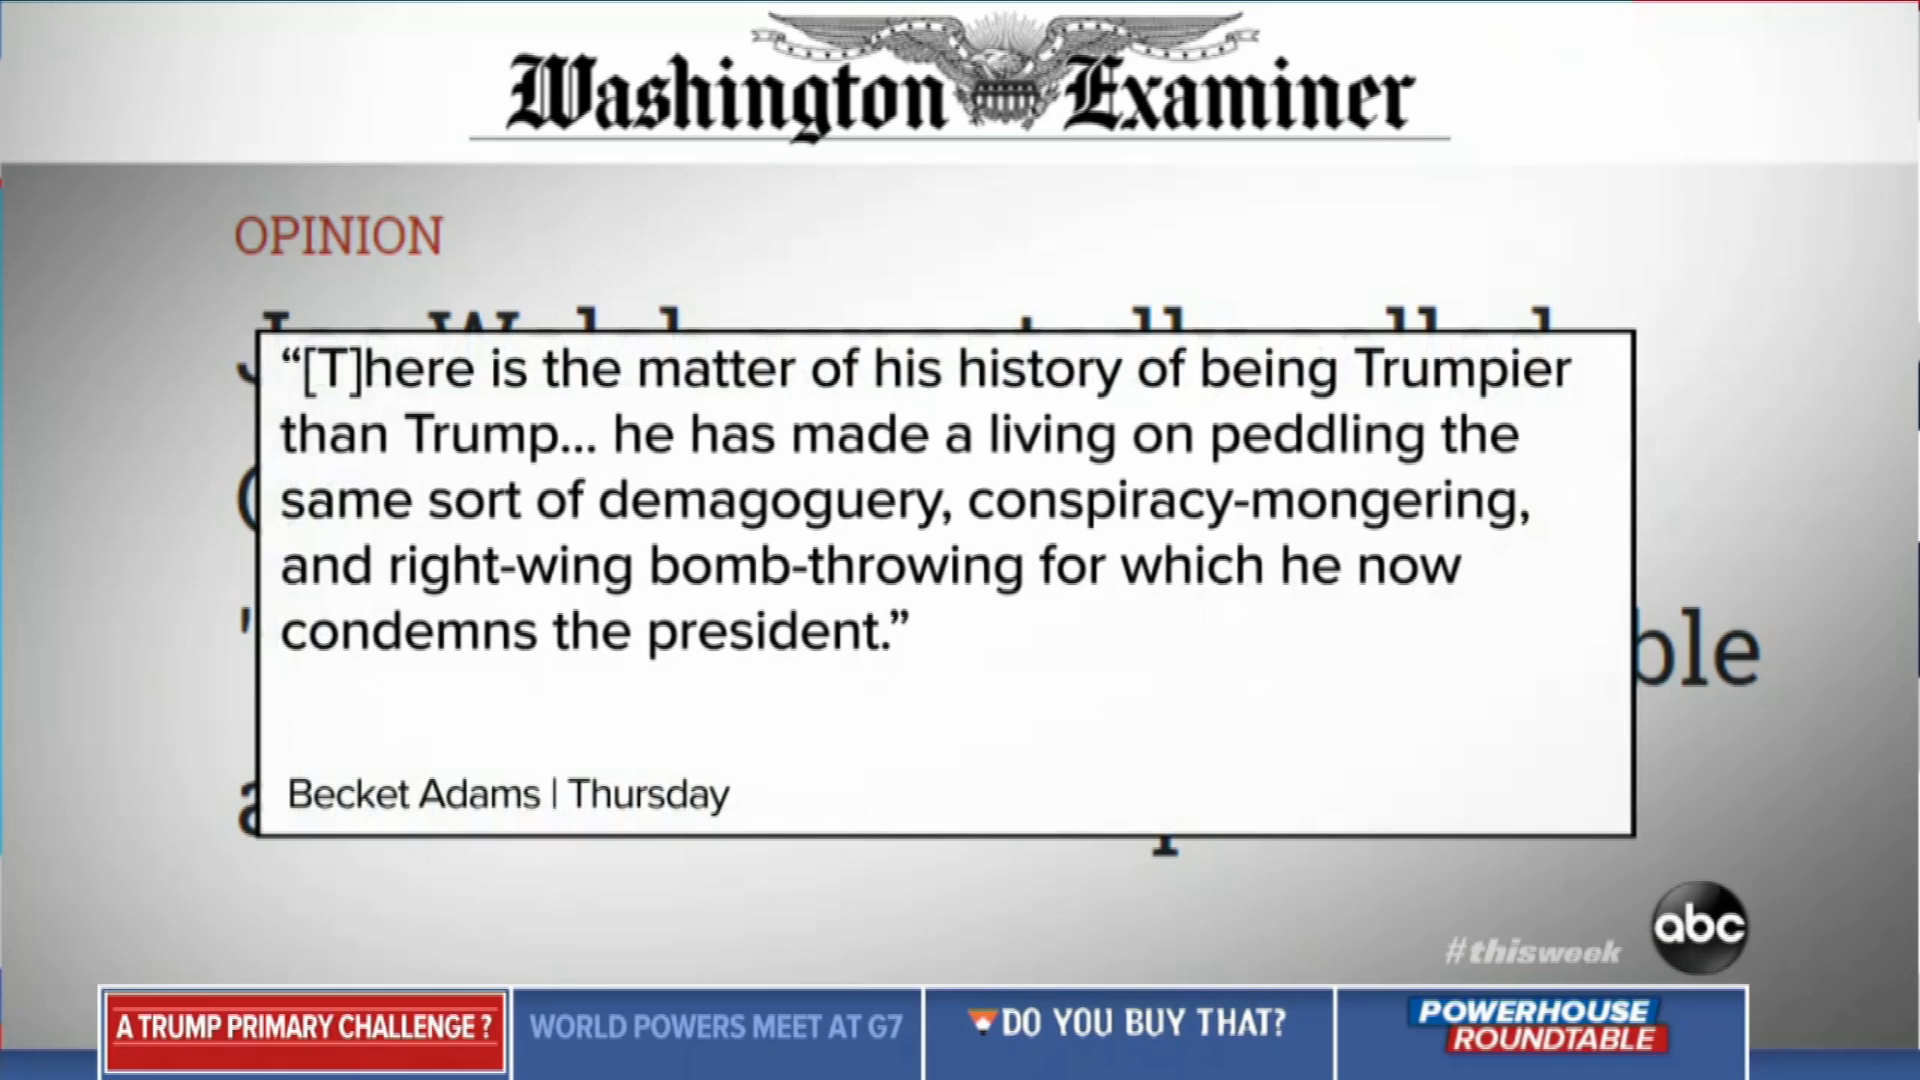 Washington Examiner
OPINION
“[T]here is the matter of his history of being Trumpier
than Trump... he has made a living on peddling the
same sort of demagoguery, conspiracy-mongering,
and right-wing bomb-throwing for which he now
condemns the president.”
Becket Adams | Thursday
#thisweek
abc
A TRUMP PRIMARY CHALLENGE?
WORLD POWERS MEET AT G7
DO YOU BUY THAT?
POWERHOUSE
ROUNDTABLE